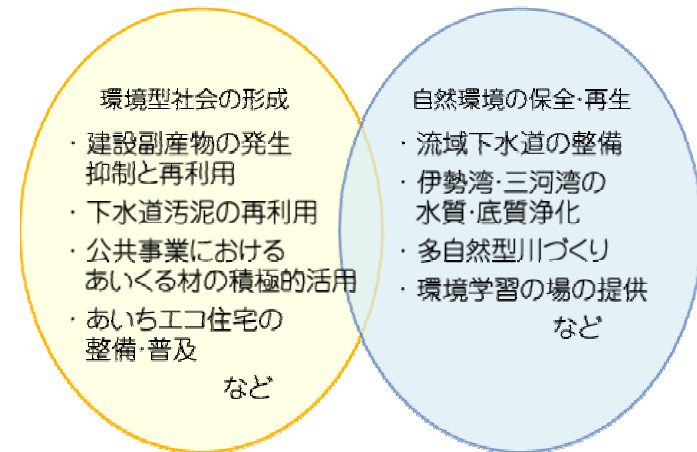 環境型社会の形成
・建設副産物の発生
抑制と再利用
・下水道汚泥の再利用
・公共事業における
あいくる材の積極的活用
・あいちエコ住宅の
整備・普及
など
自然環境の保全・再生
・流域下水道の整備
・伊勢湾・三河湾の
水質・底質浄化
・多自然型川づくり
・環境学習の場の提供
など